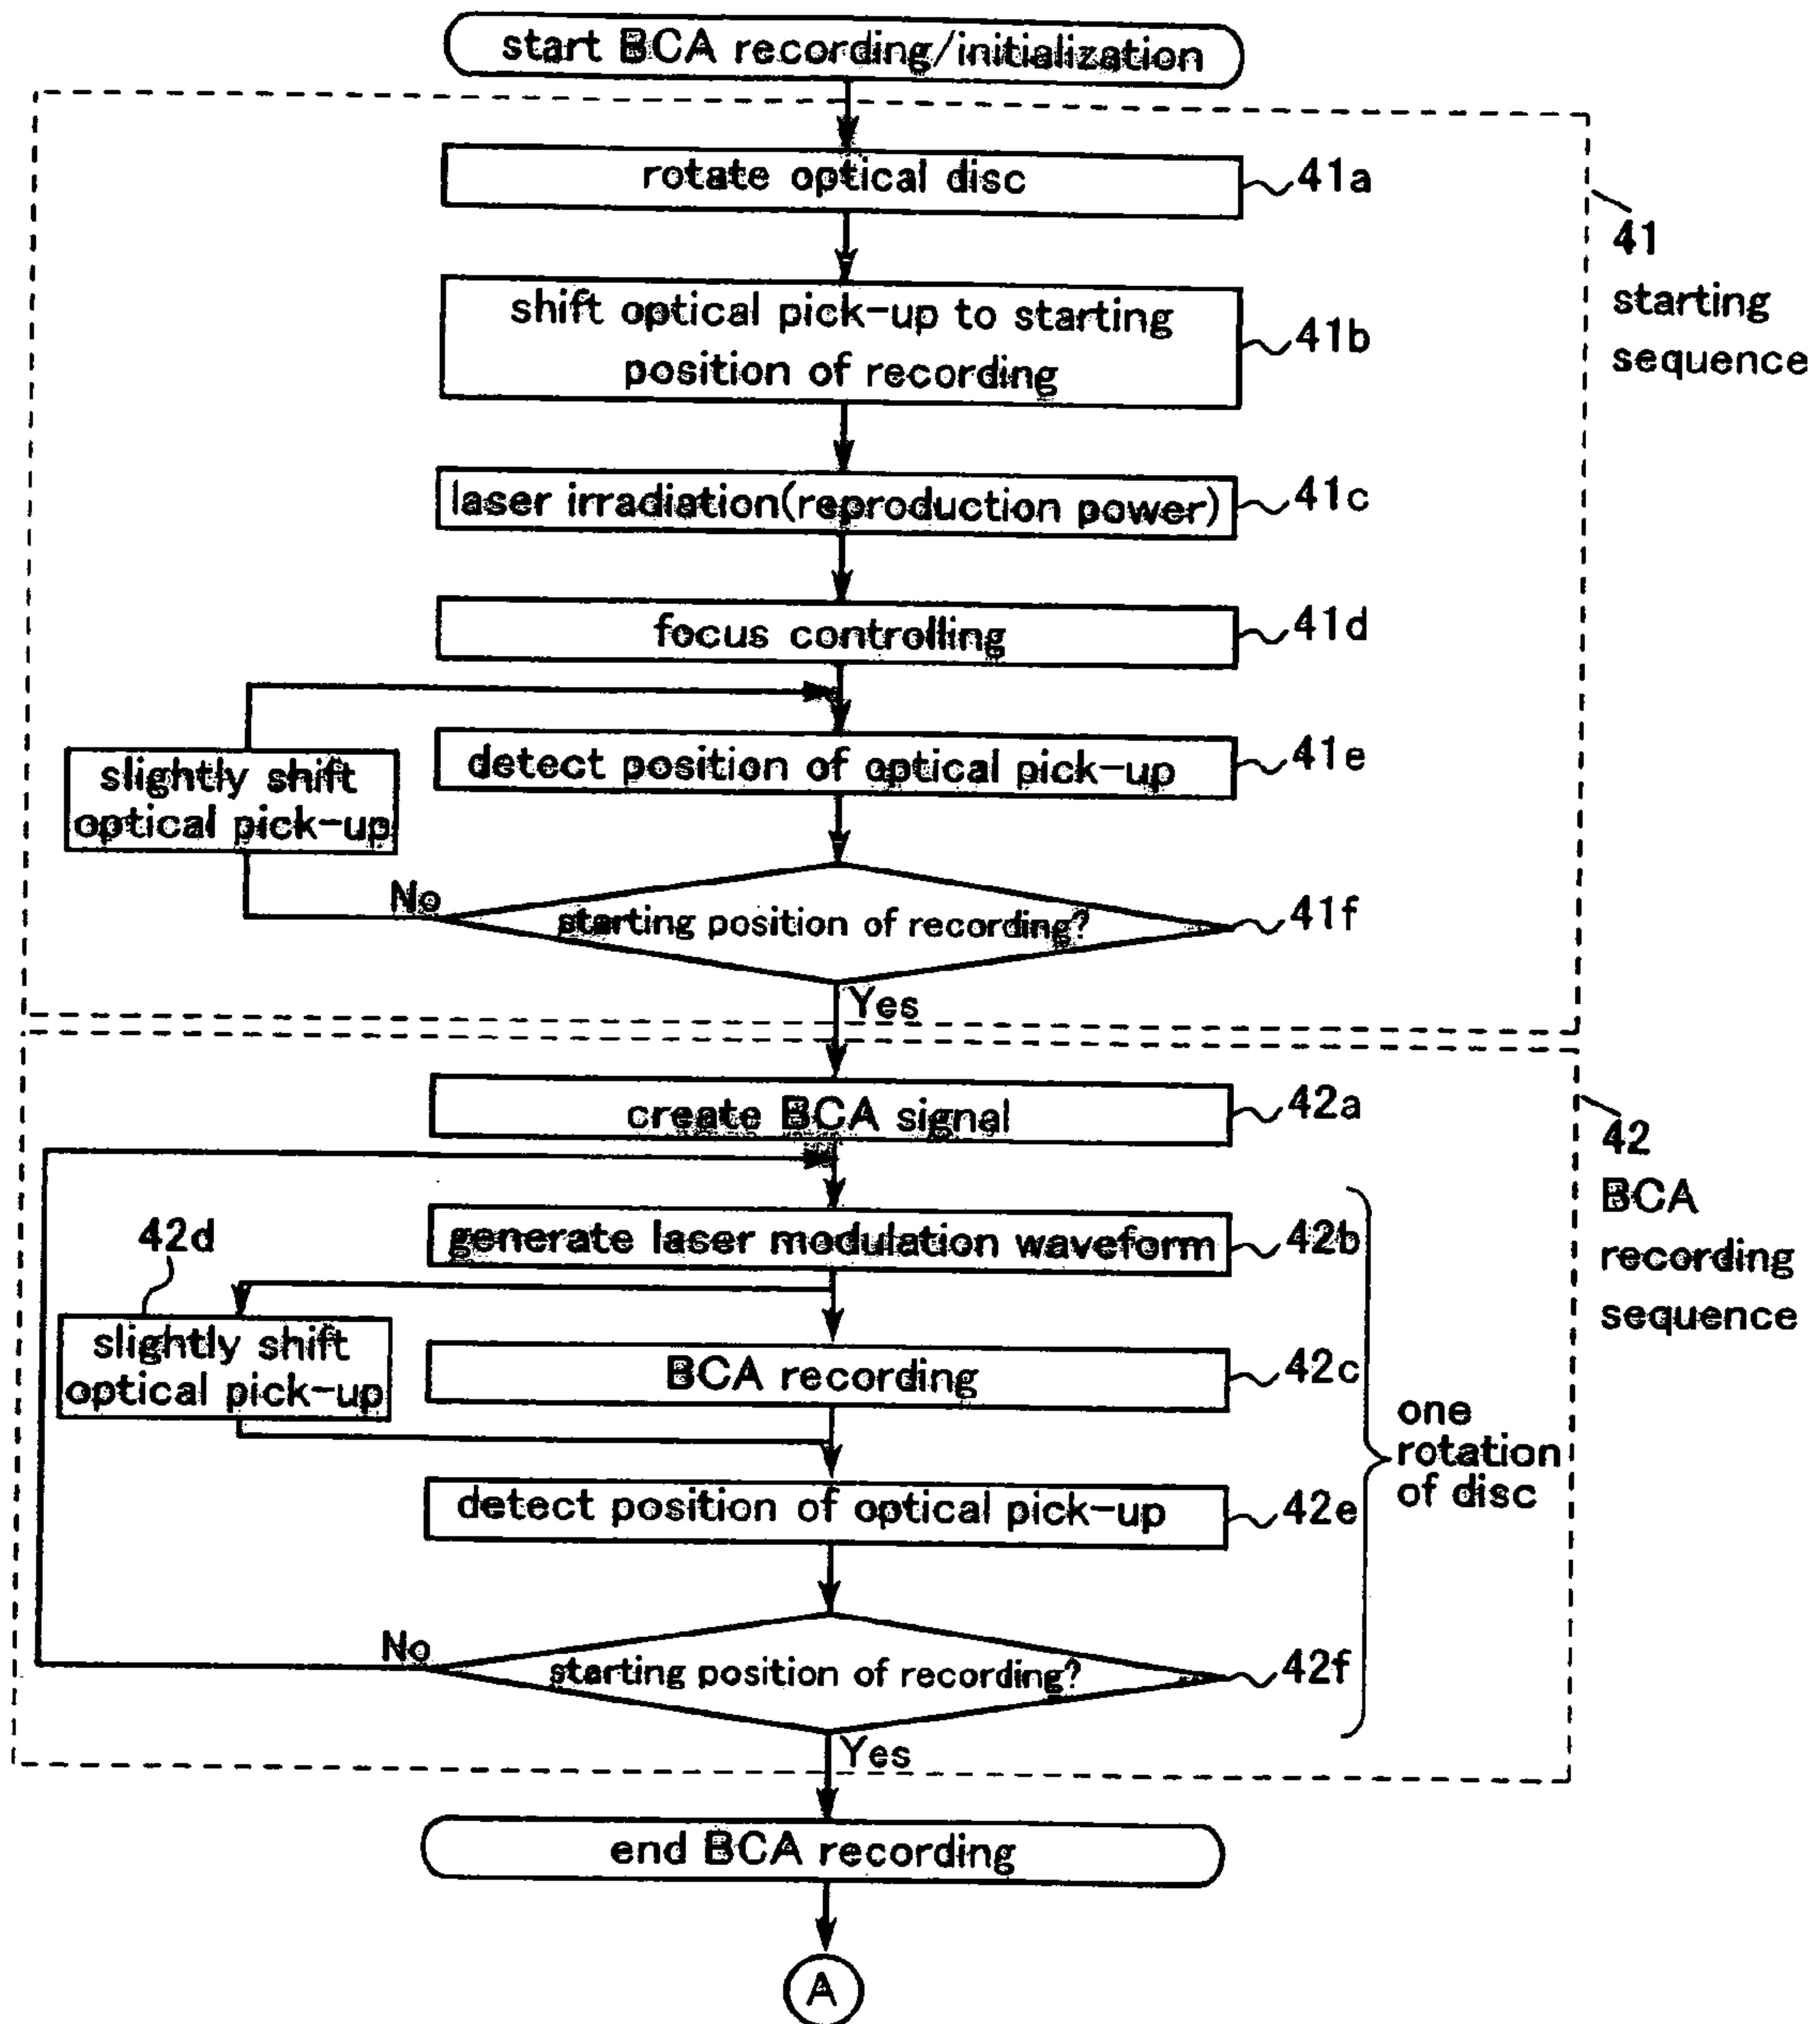 start BCA recording/initialization
rotate optical disc
41a
41
starting
sequence
shift optical pick-up to starting
position of recording
41b
laser irradiation(reproduction power)
41c
focus controlling
41d
slightly shift
optical pick-up
detect position of optical pick-up
41e
No
starting position of recording?
41f
Yes
create BCA signal
42a
42
BCA
recording
sequence
generate laser modulation waveform
42b
42d
slightly shift
optical pick-up
BCA recording
42c
one
rotation
of disc
detect position of optical pick-up
42e
No
starting position of recording?
42f
Yes
end BCA recording
A